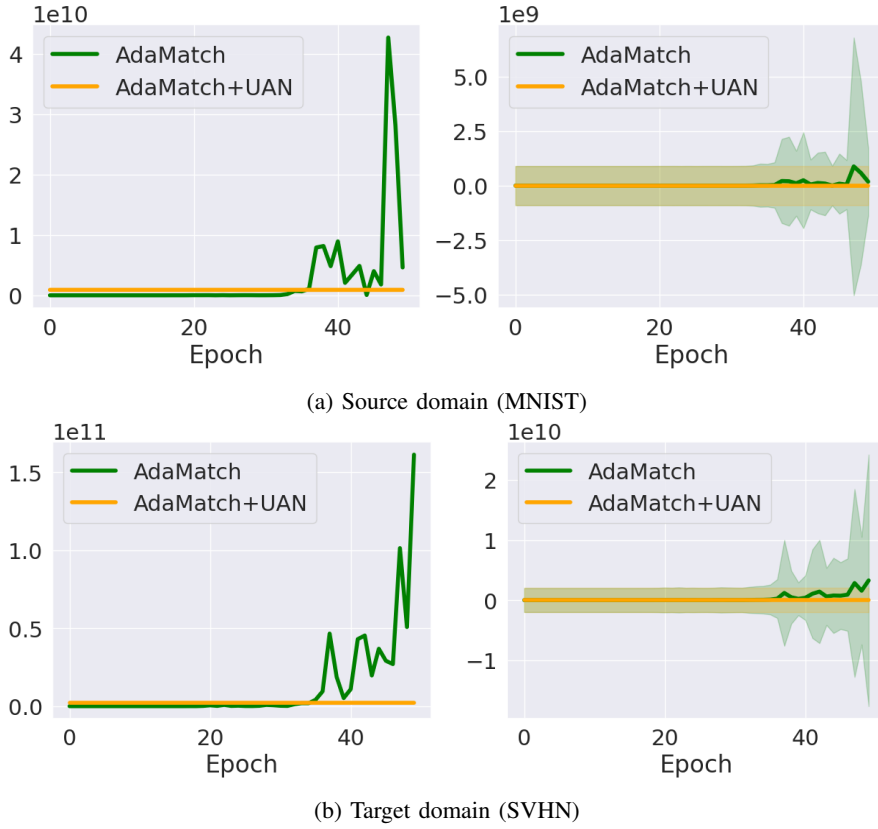 1e10
AdaMatch
AdaMatch+UAN
4
3
2
1
0
0
20
40
Epoch
1e9
AdaMatch
AdaMatch+UAN
5.0
2.5
0.0
−2.5
−5.0
0
20
40
Epoch
(a) Source domain (MNIST)
1e11
AdaMatch
AdaMatch+UAN
1.5
1.0
0.5
0.0
0
20
40
Epoch
1e10
AdaMatch
AdaMatch+UAN
2
1
0
−1
0
20
40
Epoch
(b) Target domain (SVHN)